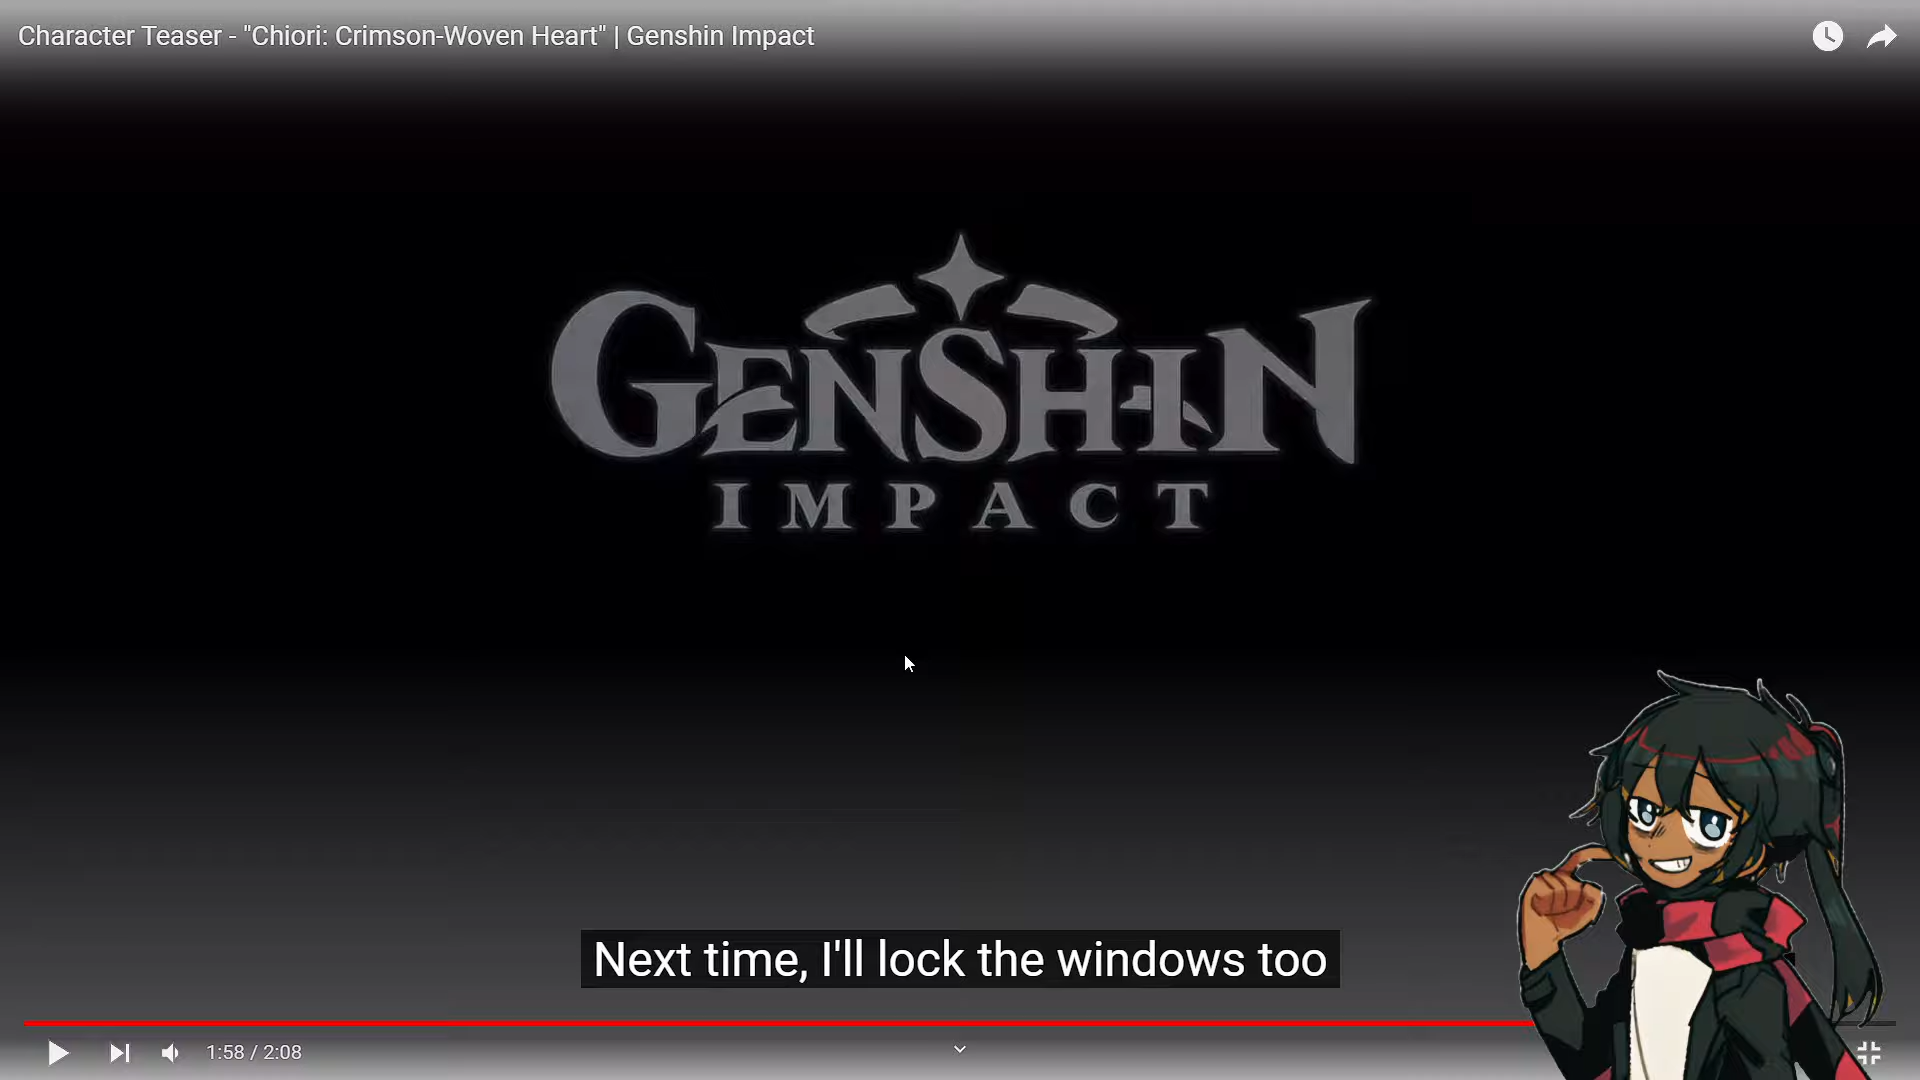 Character Teaser - "Chiori: Crimson-Woven Heart" | Genshin Impact
GENSHIN
IMPACT
Next time, I'll lock the windows too
1:58 / 2:08